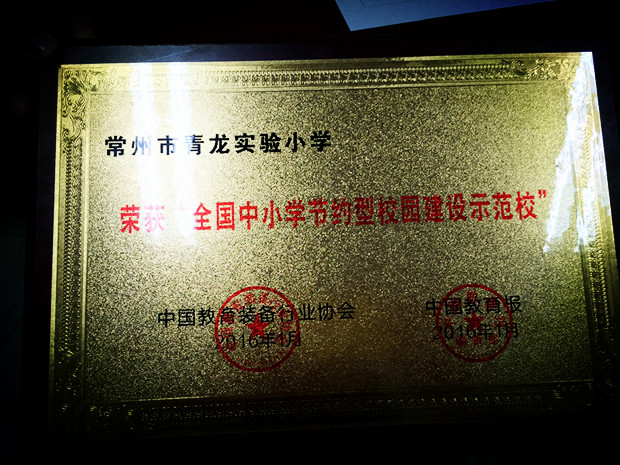 常州市青龙实验小学
荣获“全国中小学节约型校园建设示范校”
中国教育装备行业协会
2016年1月
中国教育报
2016年1月